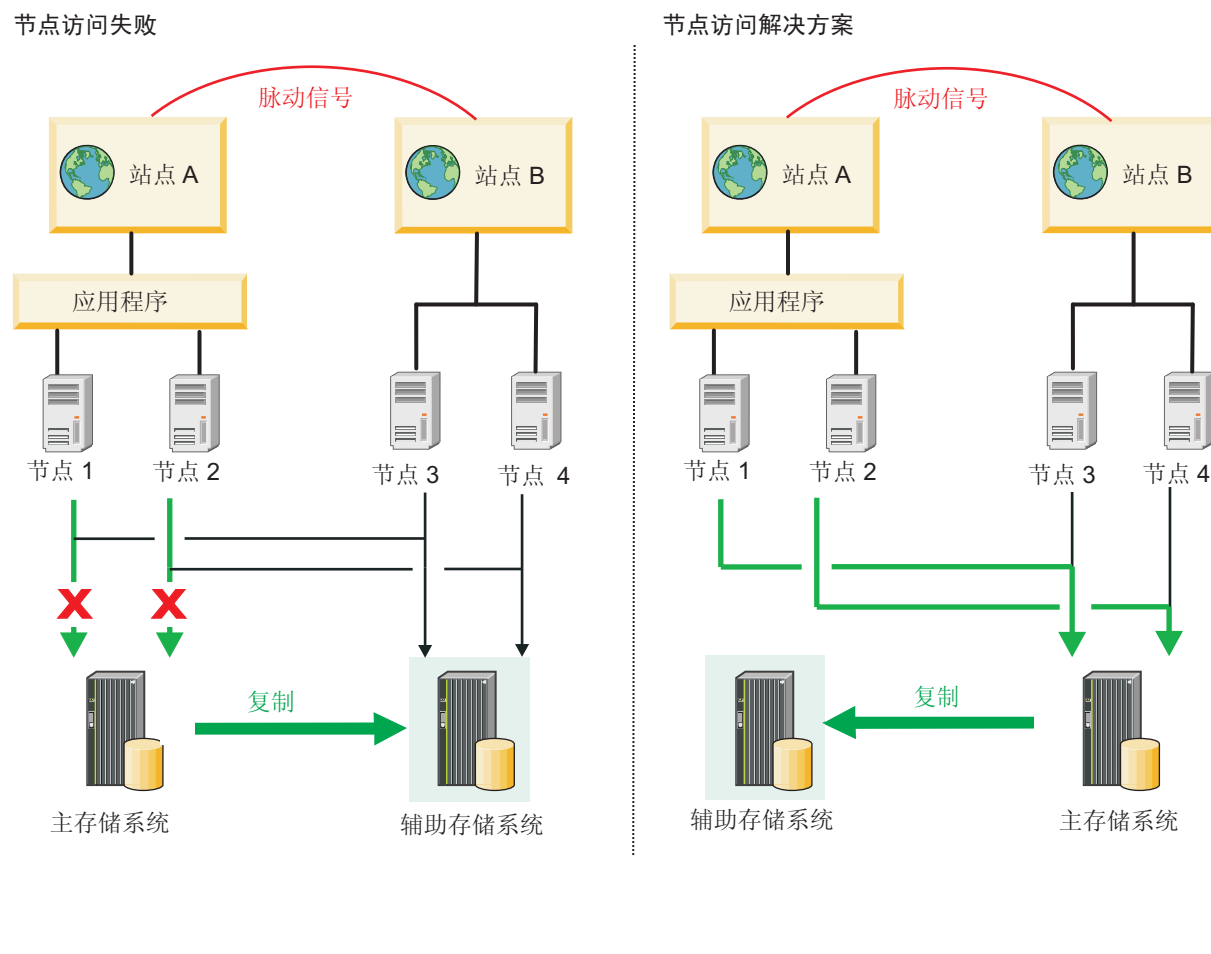 节点访问失败
脉动信号
站点 A
站点 B
应用程序
节点 1
节点 2
节点 3
节点 4
X
X
复制
主存储系统
辅助存储系统
节点访问解决方案
脉动信号
站点 A
站点 B
应用程序
节点 1
节点 2
节点 3
节点 4
复制
辅助存储系统
主存储系统